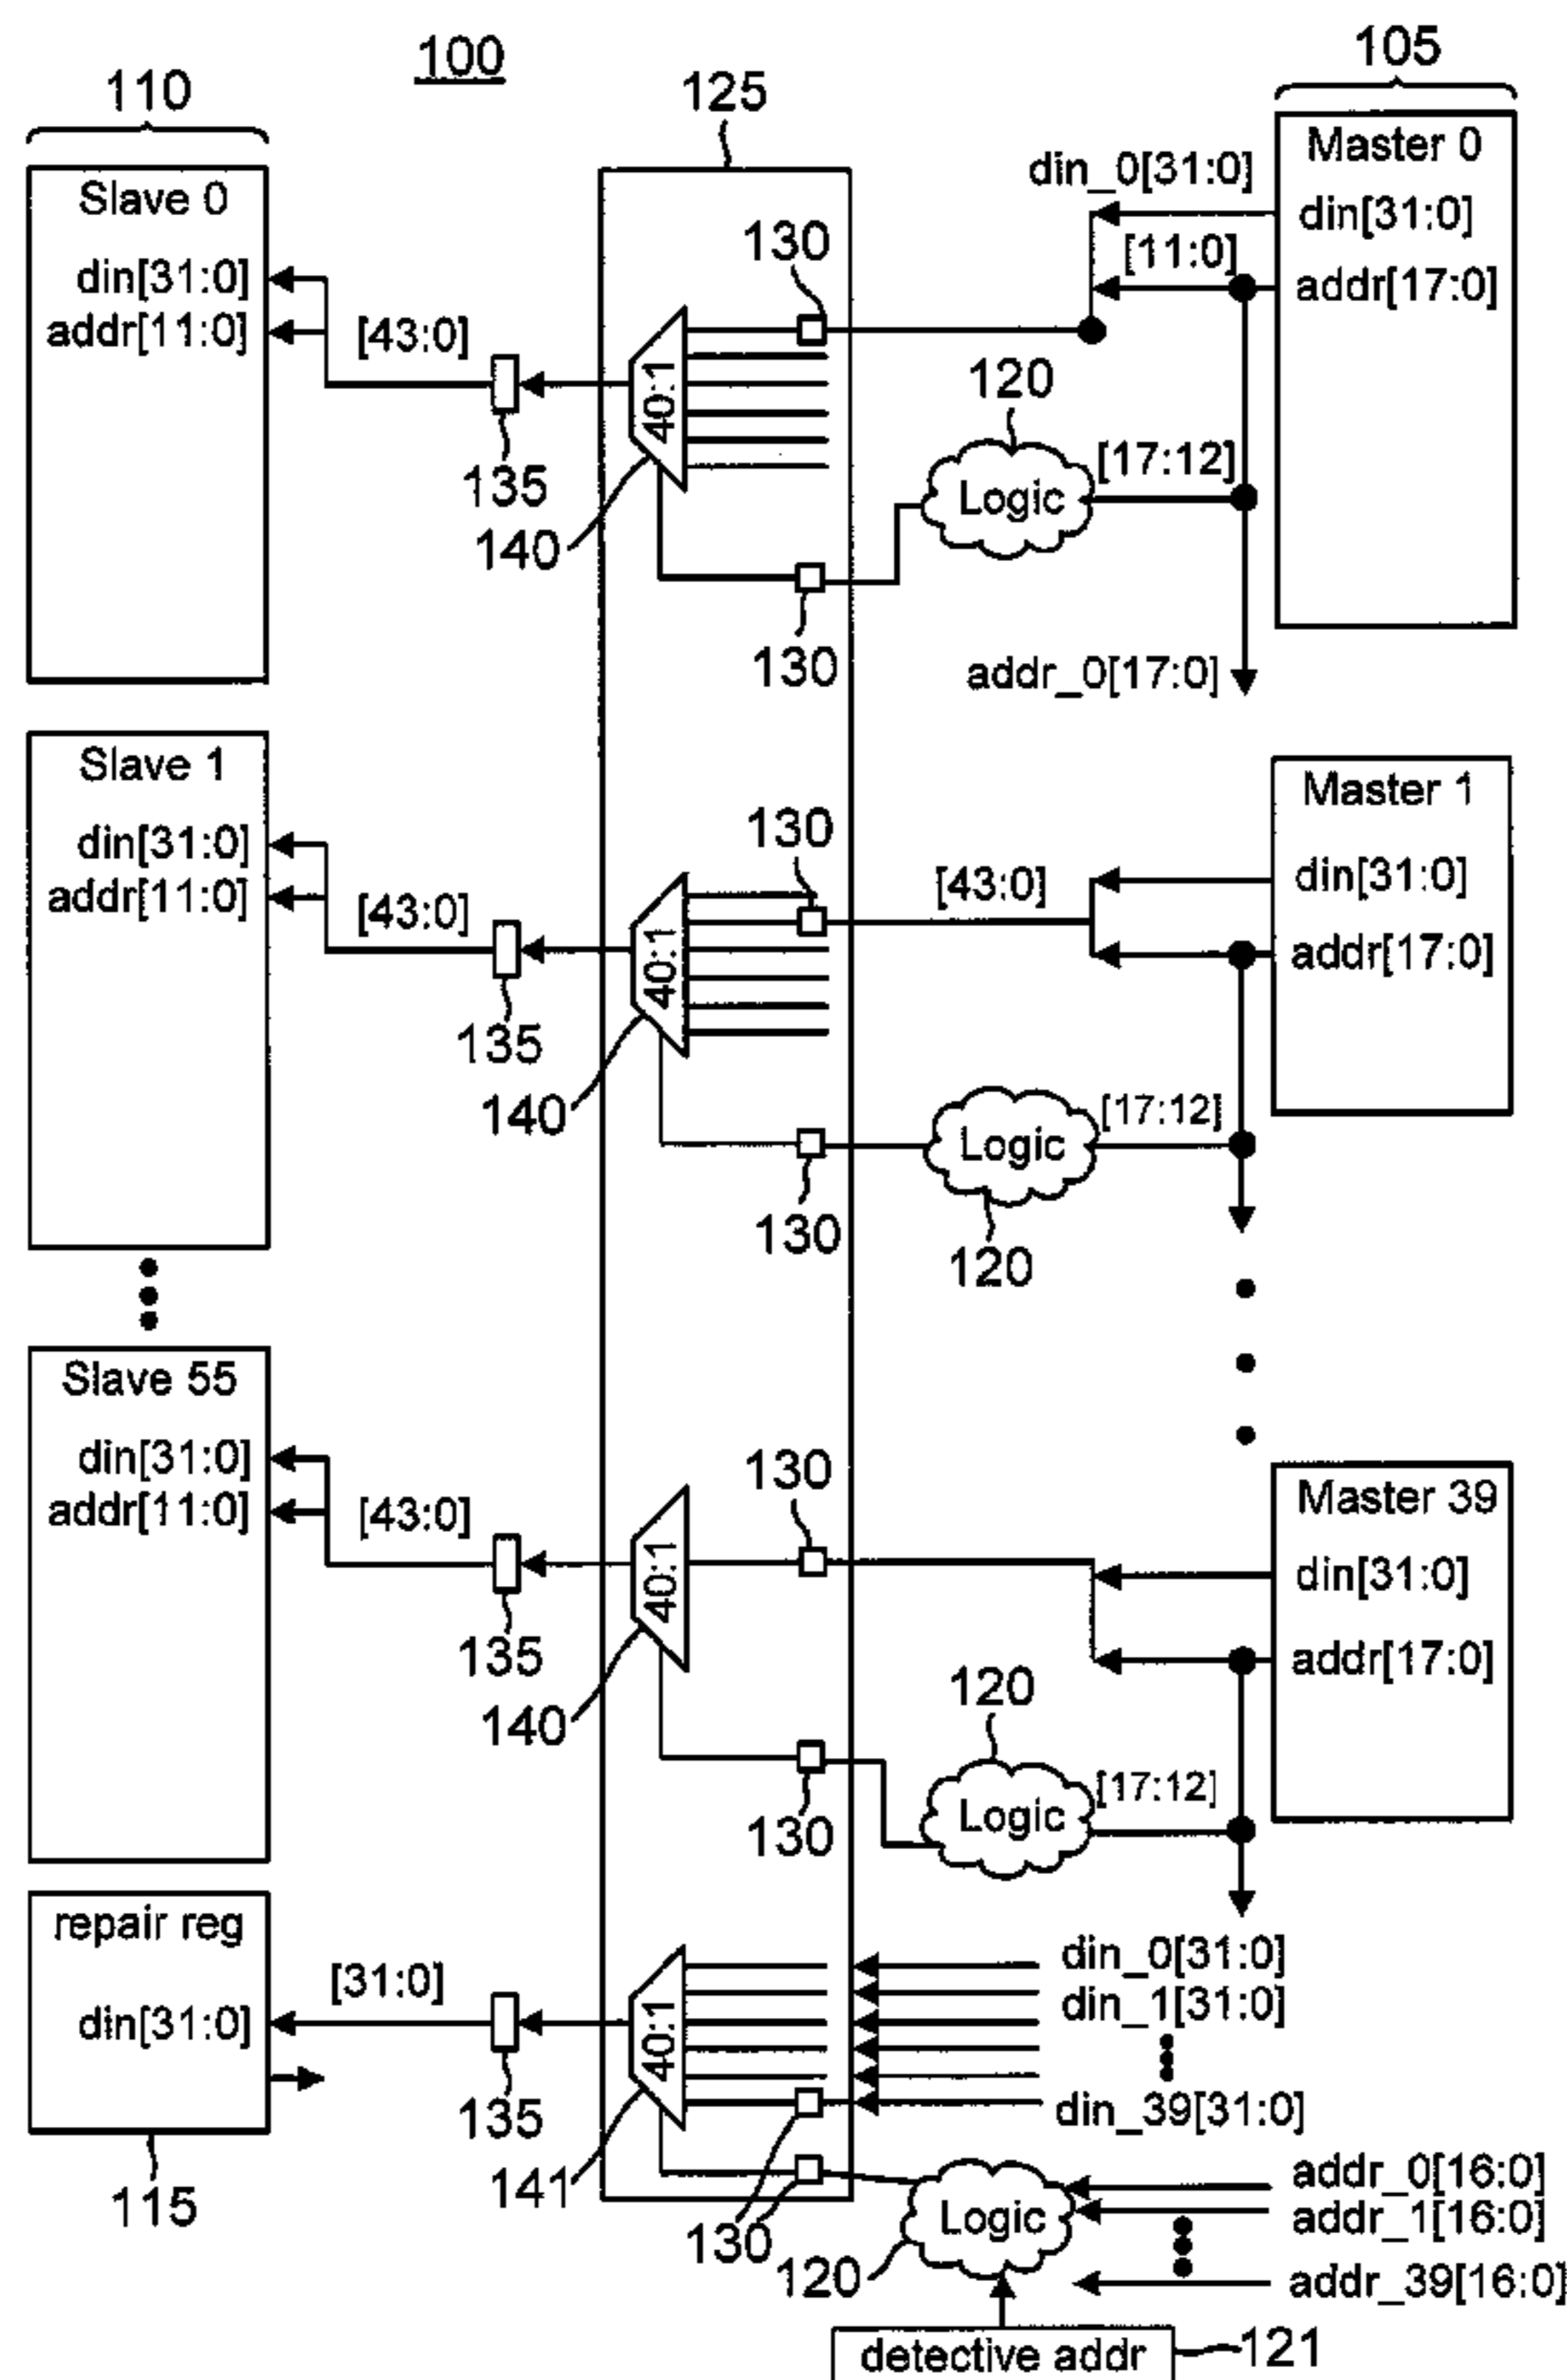 100
105
110
125
Master 0
din[31:0]
addr[17:0]
din_0[31:0]
[11:0]
Slave 0
din[31:0]
addr[11:0]
[43:0]
130
40:1
120
Logic
[17:12]
135
140
130
addr_0[17:0]
Slave 1
din[31:0]
addr[11:0]
[43:0]
130
40:1
[43:0]
Master 1
din[31:0]
addr[17:0]
135
140
Logic
[17:12]
130
120
Slave 55
din[31:0]
addr[11:0]
[43:0]
130
40:1
Master 39
din[31:0]
addr[17:0]
135
140
120
Logic
[17:12]
130
repair reg
din[31:0]
[31:0]
40:1
din_0[31:0]
din_1[31:0]
din_39[31:0]
135
141
115
130
120
Logic
addr_0[16:0]
addr_1[16:0]
addr_39[16:0]
detective addr
121